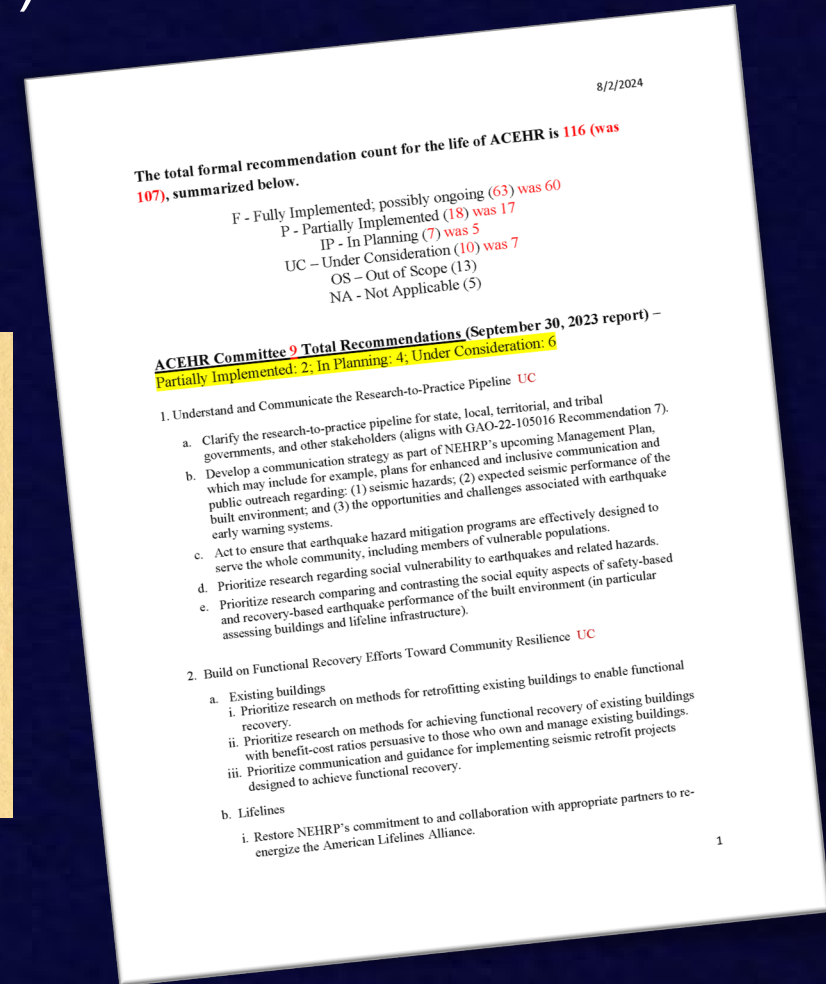 8/2/2024
The total formal recommendation count for the life of ACEHR is 116 (was
107), summarized below.
F - Fully Implemented; possibly ongoing (63) was 60
P - Partially Implemented (18) was 17
IP - In Planning (7) was 5
UC – Under Consideration (10) was 7
OS – Out of Scope (13)
NA - Not Applicable (5)
ACEHR Committee 9 Total Recommendations (September 30, 2023 report) –
Partially Implemented: 2; In Planning: 4; Under Consideration: 6
1. Understand and Communicate the Research-to-Practice Pipeline UC
a. Clarify the research-to-practice pipeline for state, local, territorial, and tribal
governments, and other stakeholders (aligns with GAO-22-105016 Recommendation 7).
b. Develop a communication strategy as part of NEHRP's upcoming Management Plan,
which may include for example, plans for enhanced and inclusive communication and
public outreach regarding: (1) seismic hazards; (2) expected seismic performance of the
built environment; and (3) the opportunities and challenges associated with earthquake
early warning systems.
c. Act to ensure that earthquake hazard mitigation programs are effectively designed to
serve the whole community, including members of vulnerable populations.
d. Prioritize research regarding social vulnerability to earthquakes and related hazards.
e. Prioritize research comparing and contrasting the social equity aspects of safety-based
and recovery-based earthquake performance of the built environment (in particular
assessing buildings and lifeline infrastructure).
2. Build on Functional Recovery Efforts Toward Community Resilience UC
a. Existing buildings
i. Prioritize research on methods for retrofitting existing buildings to enable functional
recovery.
ii. Prioritize research on methods for achieving functional recovery of existing buildings
with benefit-cost ratios persuasive to those who own and manage existing buildings.
iii. Prioritize communication and guidance for implementing seismic retrofit projects
designed to achieve functional recovery.
b. Lifelines
i. Restore NEHRP's commitment to and collaboration with appropriate partners to re-
energize the American Lifelines Alliance.
1